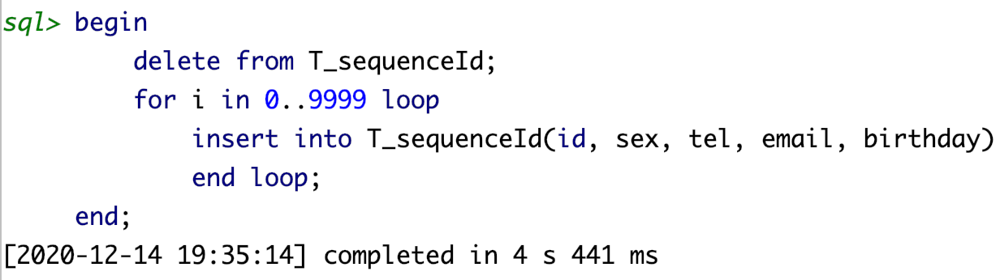 sql> begin
delete from T_sequenceId;
for i in 0..9999 loop
insert into T_sequenceId(id, sex, tel, email, birthday)
end loop;
end;
[2020-12-14 19:35:14] completed in 4 s 441 ms